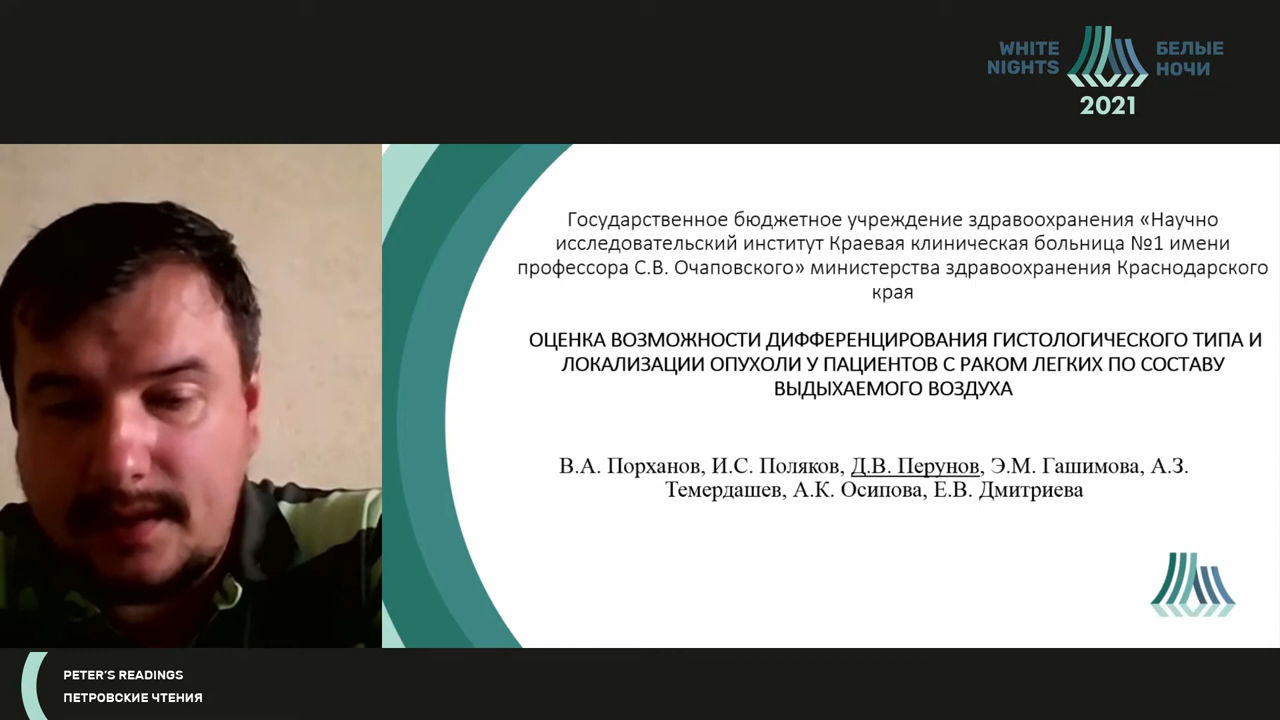 WHITE
NIGHTS
БЕЛЫЕ
НОЧИ
2021
Государственное бюджетное учреждение здравоохранения «Научно
исследовательский институт Краевая клиническая больница №1 имени
профессора С.В. Очаповского» министерства здравоохранения Краснодарского
края
ОЦЕНКА ВОЗМОЖНОСТИ ДИФФЕРЕНЦИРОВАНИЯ ГИСТОЛОГИЧЕСКОГО ТИПА И
ЛОКАЛИЗАЦИИ ОПУХОЛИ У ПАЦИЕНТОВ С РАКОМ ЛЕГКИХ ПО СОСТАВУ
ВЫДЫХАЕМОГО ВОЗДУХА
В.А. Порханов, И.С. Поляков, Д.В. Перунов, Э.М. Гашимова, А.З.
Темердашев, А.К. Осипова, Е.В. Дмитриева
PETER'S READINGS
ПЕТРОВСКИЕ ЧТЕНИЯ